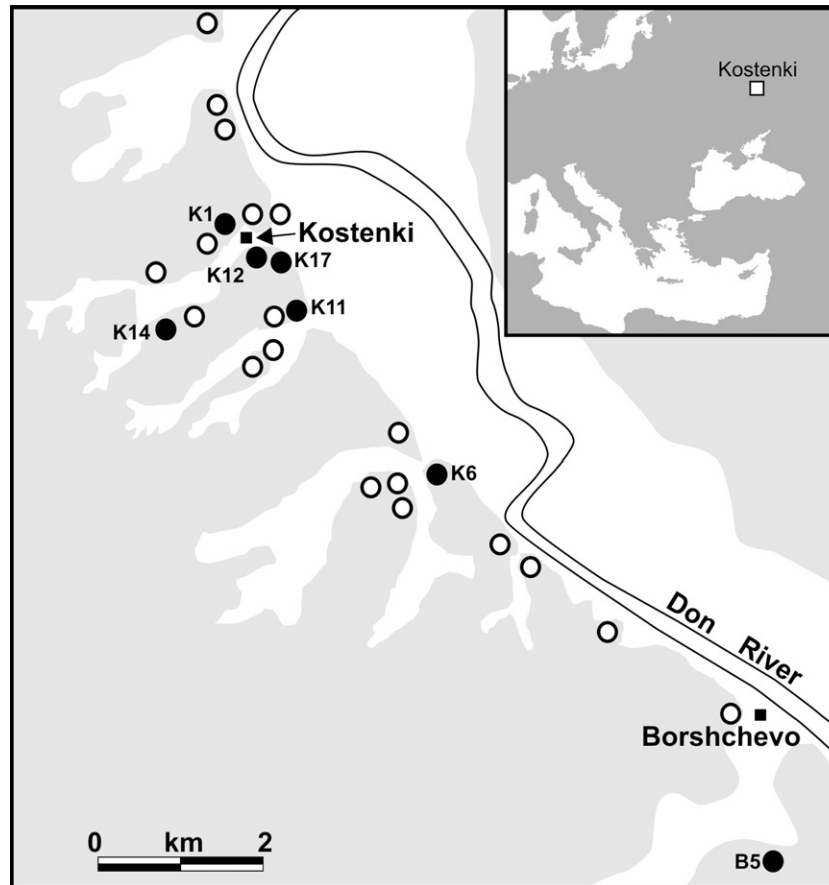 Kostenki
K1
Kostenki
K12
K17
K11
K14
K6
Don River
Borshchevo
0 km 2
B5